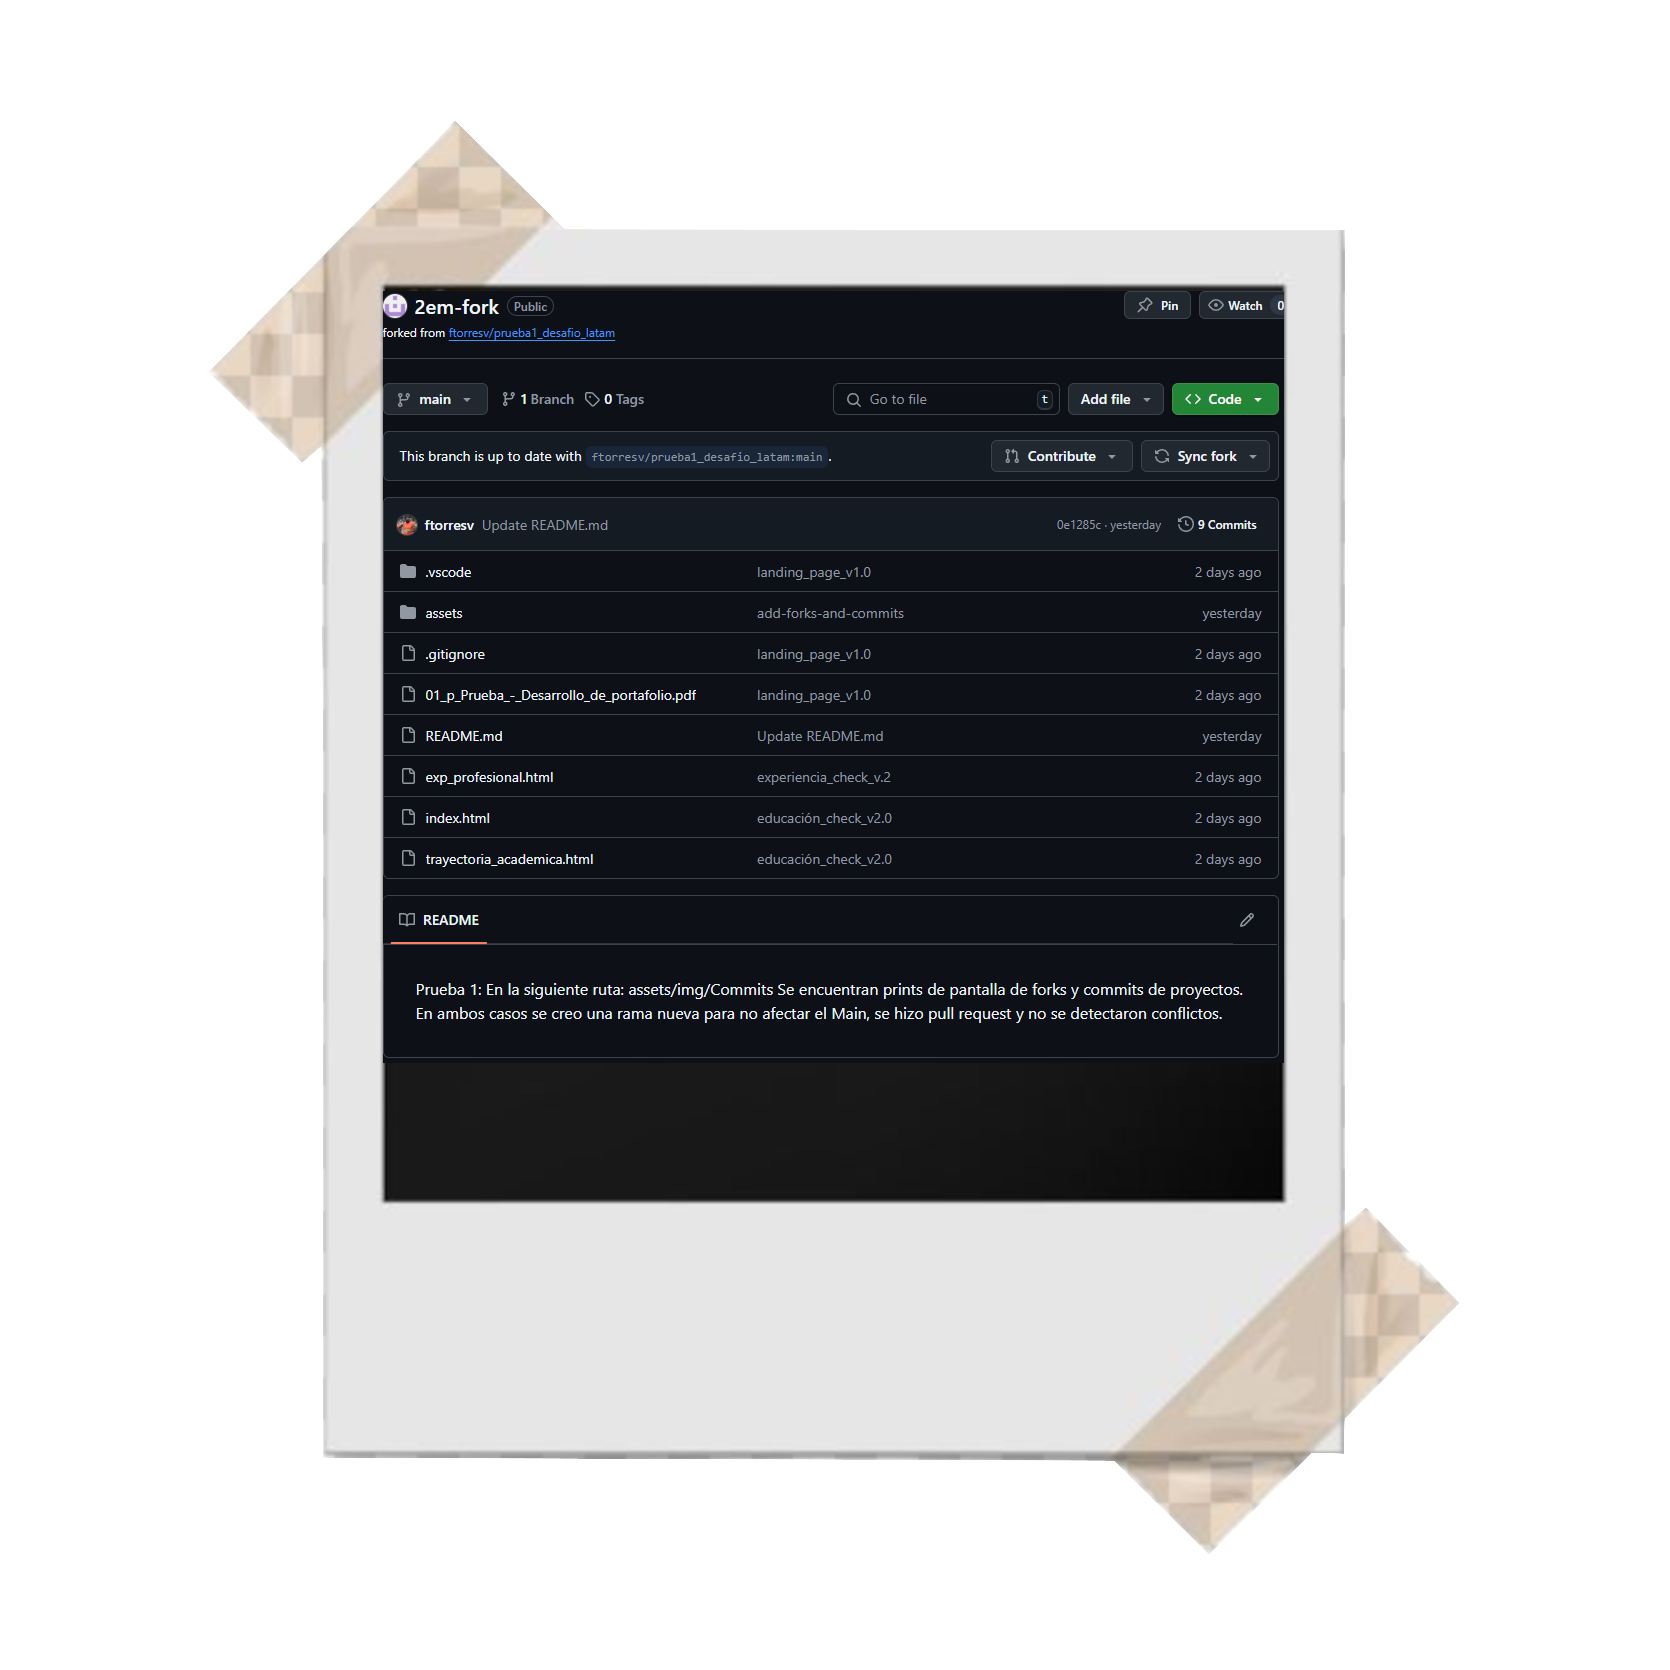 2em-fork Public Pin Watch 0
forked from ftorresv/prueba1_desafio_latam
main 1 Branch 0 Tags Go to file t Add file Code
This branch is up to date with ftorresv/prueba1_desafio_latam:main . Contribute Sync fork
ftorresv Update README.md 0e1285c · yesterday 9 Commits
.vscode landing_page_v1.0 2 days ago
assets add-forks-and-commits yesterday
.gitignore landing_page_v1.0 2 days ago
01_p_Prueba_-_Desarrollo_de_portafolio.pdf landing_page_v1.0 2 days ago
README.md Update README.md yesterday
exp_profesional.html experiencia_check_v.2 2 days ago
index.html educación_check_v2.0 2 days ago
trayectoria_academica.html educación_check_v2.0 2 days ago
README
Prueba 1: En la siguiente ruta: assets/img/Commits Se encuentran prints de pantalla de forks y commits de proyectos.
En ambos casos se creo una rama nueva para no afectar el Main, se hizo pull request y no se detectaron conflictos.